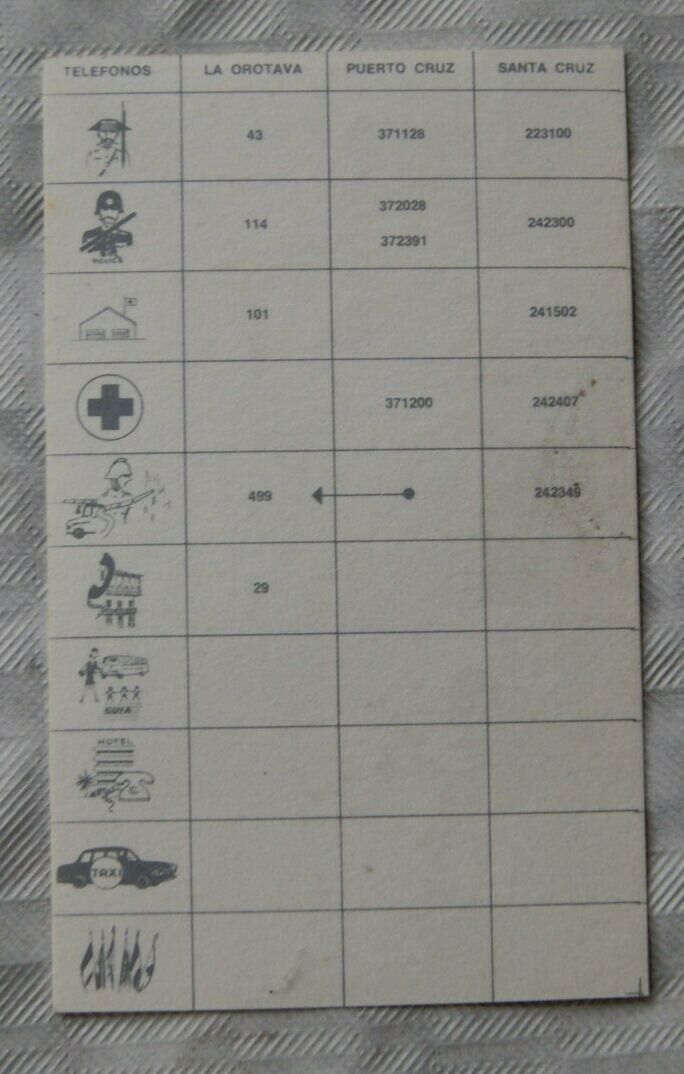 TELEFONOS LA OROTAVA PUERTO CRUZ SANTA CRUZ
43 371128 223100
372028
114 242300
372391
POLICE
101 241502
371200 242407
499 242349
29
GUIA
HOTEL
TAXI